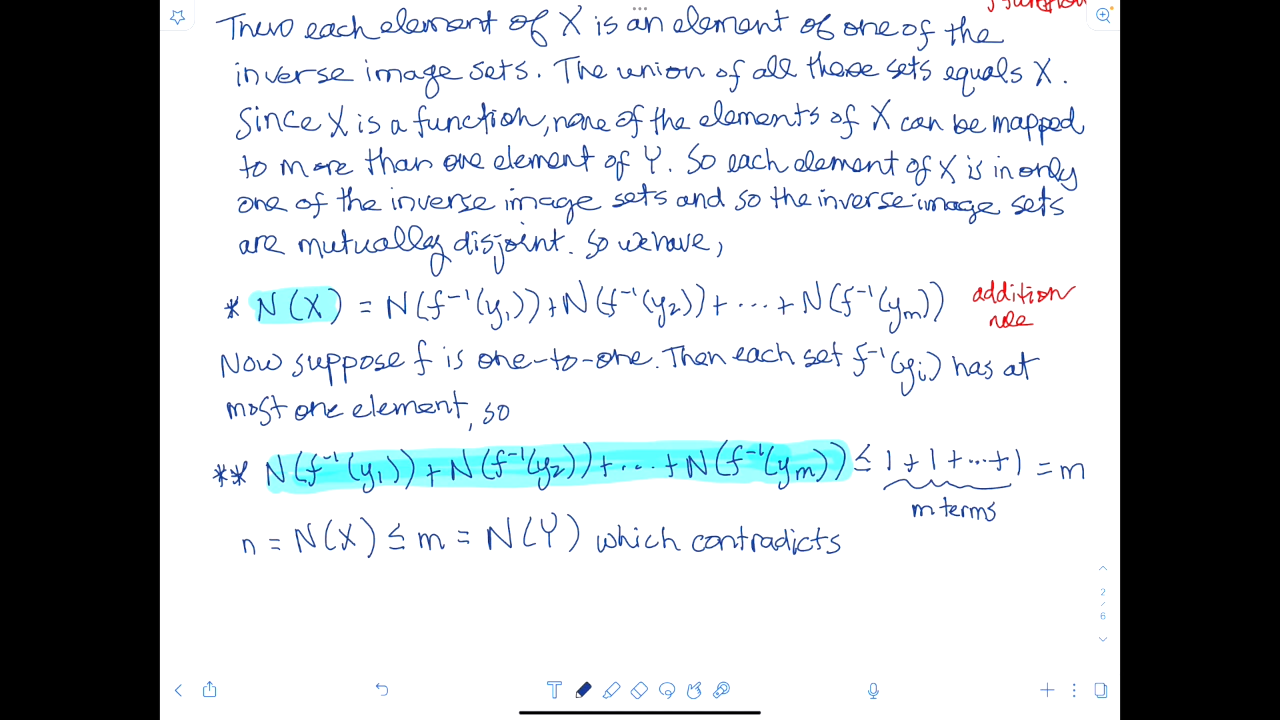 function
Thus each element of X is an element of one of the
inverse image sets. The union of all these sets equals X.
Since X is a function, none of the elements of X can be mapped
to more than one element of Y. So each element of X is in only
one of the inverse image sets and so the inverse image sets
are mutually disjoint. So we have,
* N(X) = N(f⁻¹(y₁)) + N(f⁻¹(y₂)) + ... + N(f⁻¹(yₘ)) addition
rule
Now suppose f is one-to-one. Then each set f⁻¹(yᵢ) has at
most one element, so
** N(f⁻¹(y₁)) + N(f⁻¹(y₂)) + ... + N(f⁻¹(yₘ)) ≤ 1 + 1 + ... + 1 = m
m terms
n = N(X) ≤ m = N(Y) which contradicts
2
/
6
T